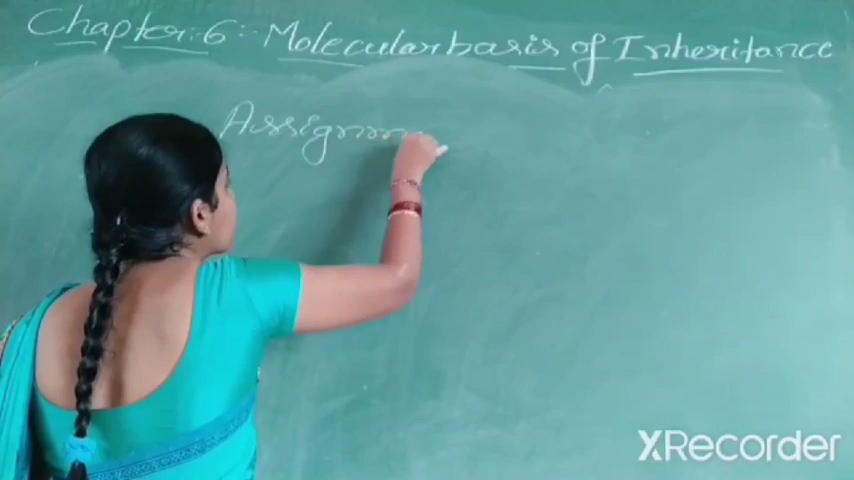 Chapter:-6:- Molecular basis of Inheritance
Assignm
XRecorder